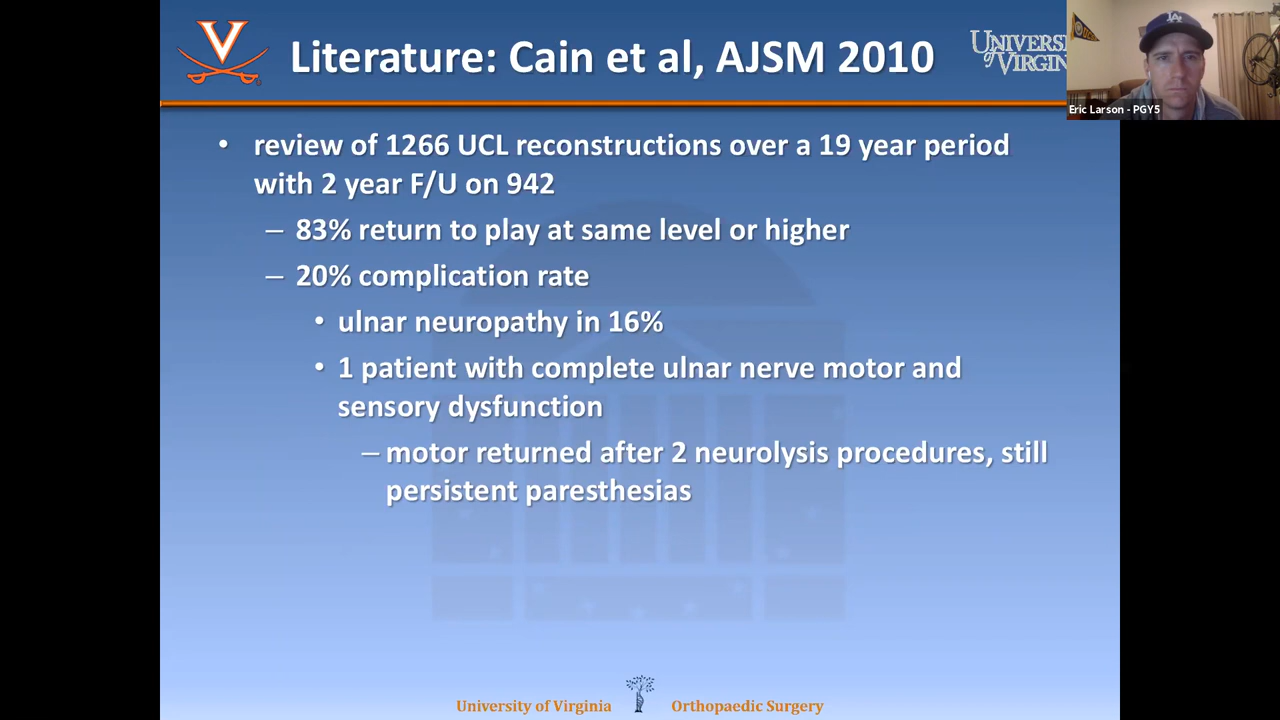 Literature: Cain et al, AJSM 2010
UNIVERS
of VIRGIN
LA
Eric Larson - PGY5
• review of 1266 UCL reconstructions over a 19 year period
with 2 year F/U on 942
– 83% return to play at same level or higher
– 20% complication rate
• ulnar neuropathy in 16%
• 1 patient with complete ulnar nerve motor and
sensory dysfunction
– motor returned after 2 neurolysis procedures, still
persistent paresthesias
University of Virginia Orthopaedic Surgery